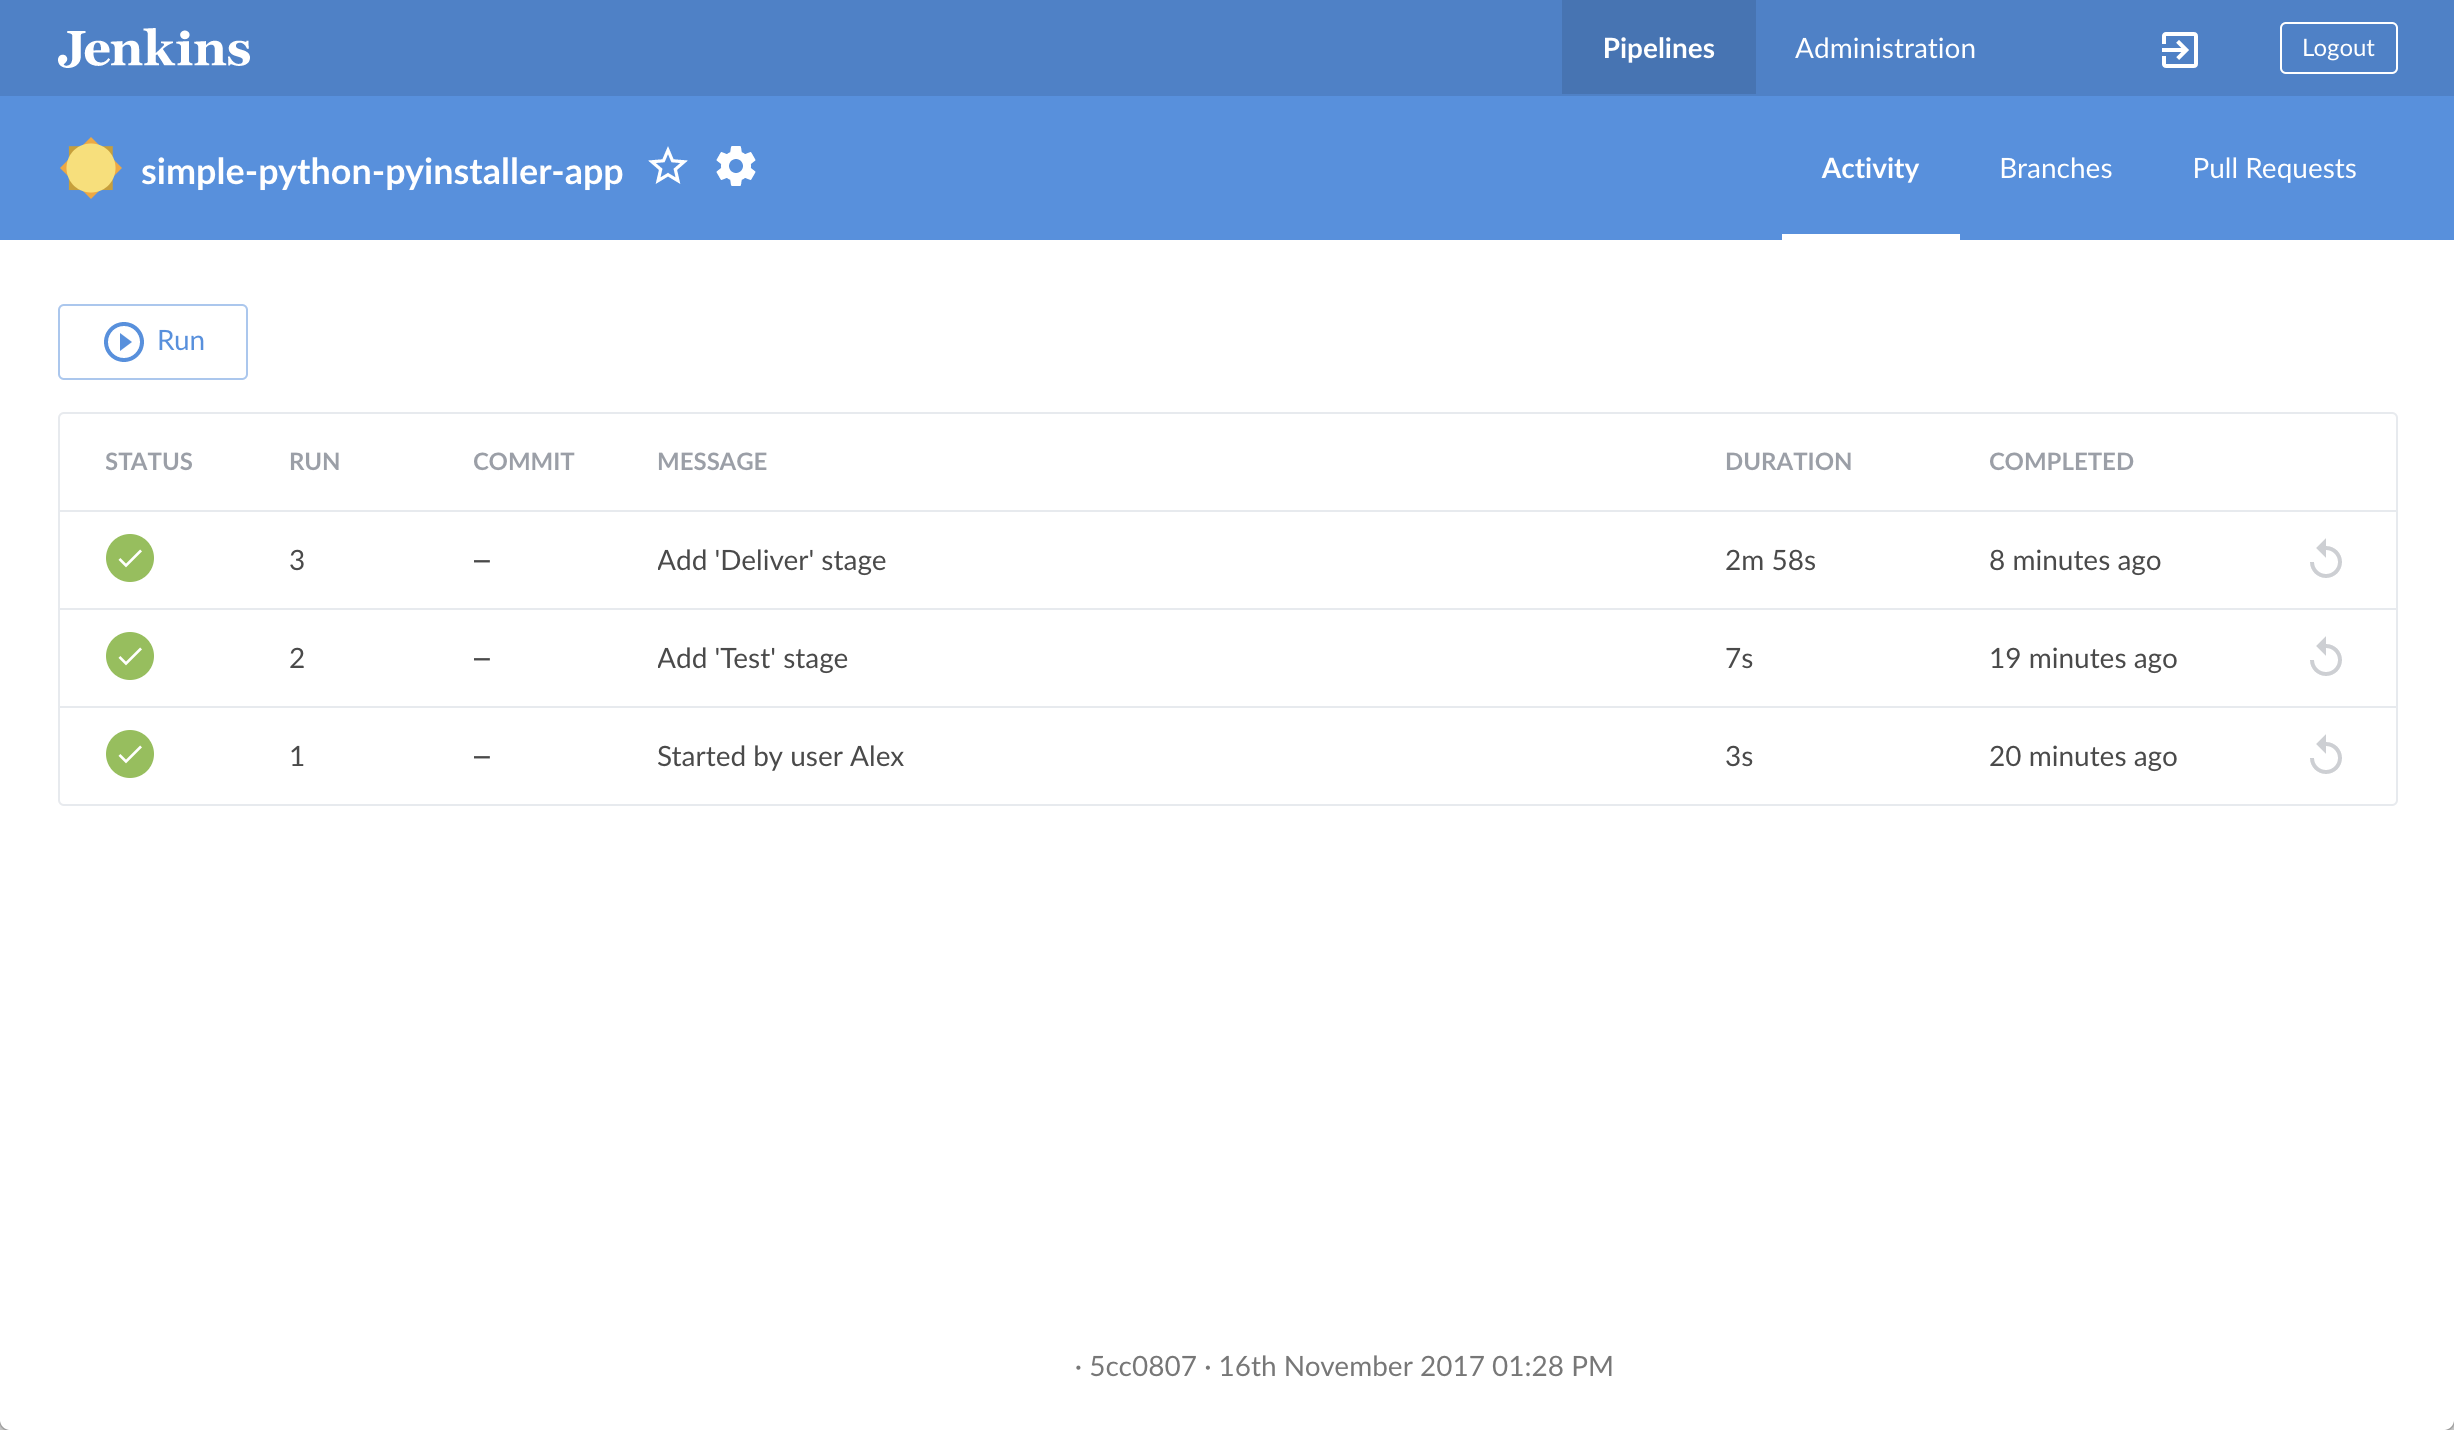 Jenkins Pipelines Administration Logout
simple-python-pyinstaller-app Activity Branches Pull Requests
Run
STATUS RUN COMMIT MESSAGE DURATION COMPLETED
3 – Add 'Deliver' stage 2m 58s 8 minutes ago
2 – Add 'Test' stage 7s 19 minutes ago
1 – Started by user Alex 3s 20 minutes ago
· 5cc0807 · 16th November 2017 01:28 PM